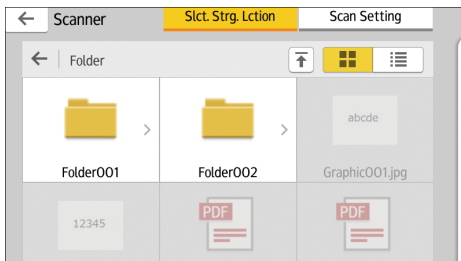 Scanner
Slct. Strg. Lction
Scan Setting
Folder
abcde
Folder001
Folder002
Graphic001.jpg
12345
PDF
PDF